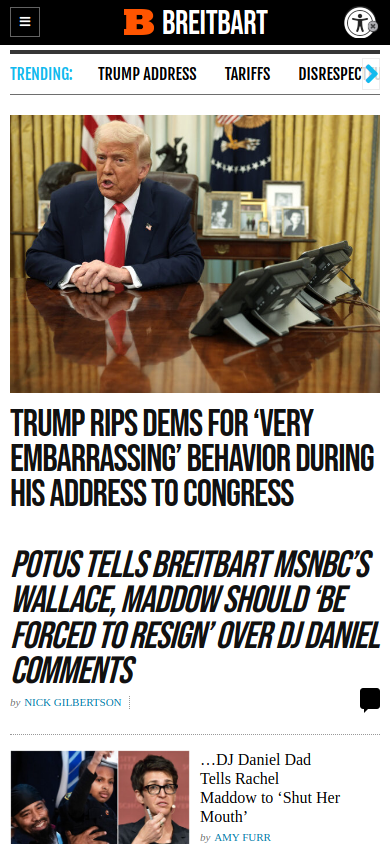 BREITBART
TRENDING:
TRUMP ADDRESS
TARIFFS
DISRESPEC
TRUMP RIPS DEMS FOR ‘VERY
EMBARRASSING’ BEHAVIOR DURING
HIS ADDRESS TO CONGRESS
POTUS TELLS BREITBART MSNBC’S
WALLACE, MADDOW SHOULD ‘BE
FORCED TO RESIGN’ OVER DJ DANIEL
COMMENTS
by NICK GILBERTSON
…DJ Daniel Dad
Tells Rachel
Maddow to ‘Shut Her
Mouth’
by AMY FURR